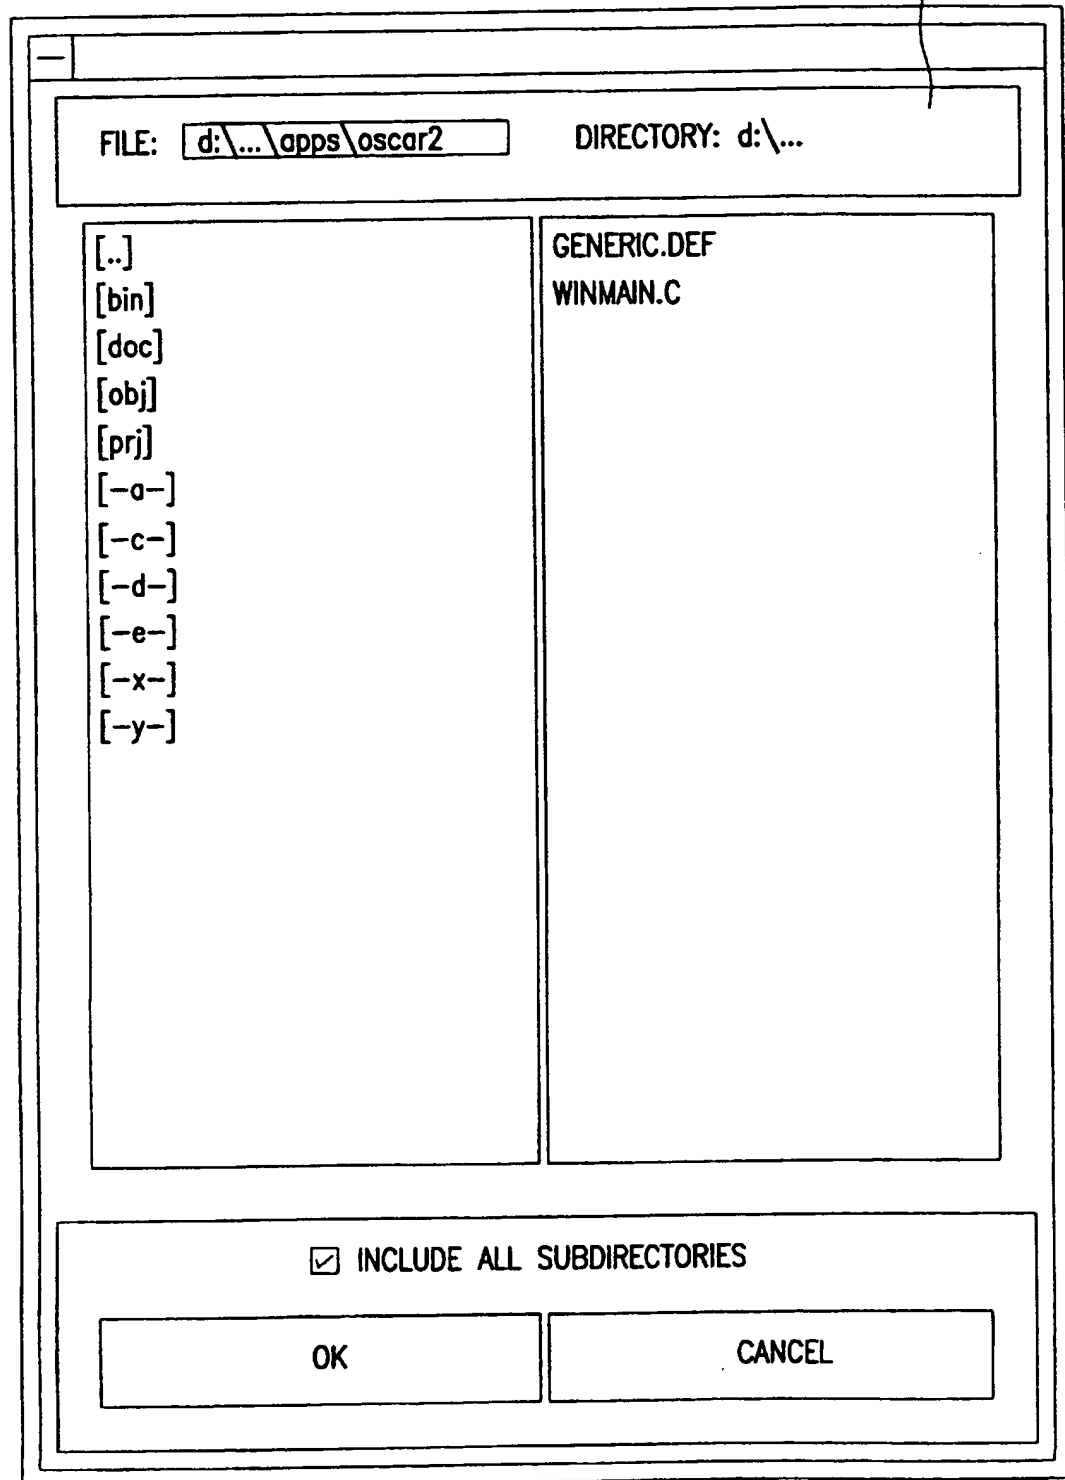 FILE: d:\...\apps\oscar2 DIRECTORY: d:\...
[..]
[bin]
[doc]
[obj]
[prj]
[-a-]
[-c-]
[-d-]
[-e-]
[-x-]
[-y-]
GENERIC.DEF
WINMAIN.C
☑ INCLUDE ALL SUBDIRECTORIES
OK CANCEL